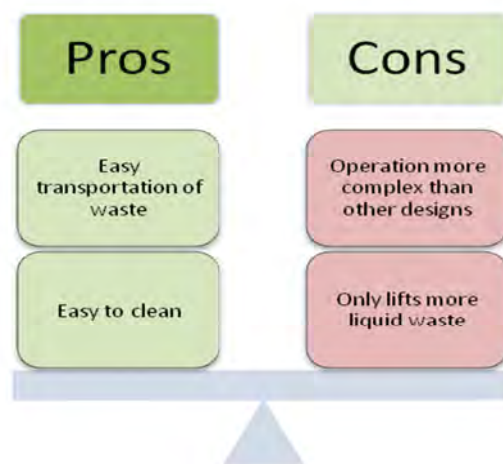 Pros
Cons
Easy
transportation of
waste
Easy to clean
Operation more
complex than
other designs
Only lifts more
liquid waste